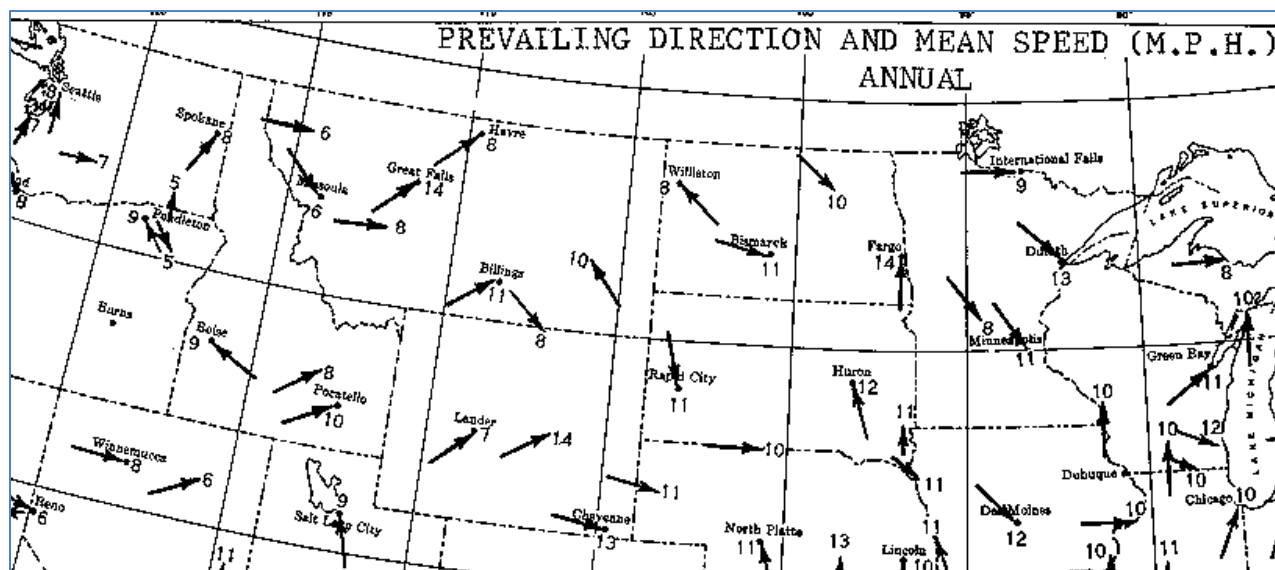 PREVAILING DIRECTION AND MEAN SPEED (M.P.H.)
ANNUAL
Seattle
8
7
Spokane
8
6
Havre
8
Great Falls
14
Missoula
6
8
5
9
Pendleton
5
Williston
8
10
International Falls
9
LAKE SUPERIOR
Bismarck
11
Fargo
14
Duluth
13
8
10
Billings
11
8
8
Minneapolis
11
10
Green Bay
11
LAKE MICHIGAN
Burns
Boise
9
8
Pocatello
10
Rapid City
11
Huron
12
11
10
Lander
7
14
10
11
10
12
10
Winnemucca
8
6
11
Dubuque
Chicago
10
Reno
6
9
Salt Lake City
Cheyenne
13
North Platte
11
13
Lincoln
10
11
Des Moines
12
10
10
11
11
8